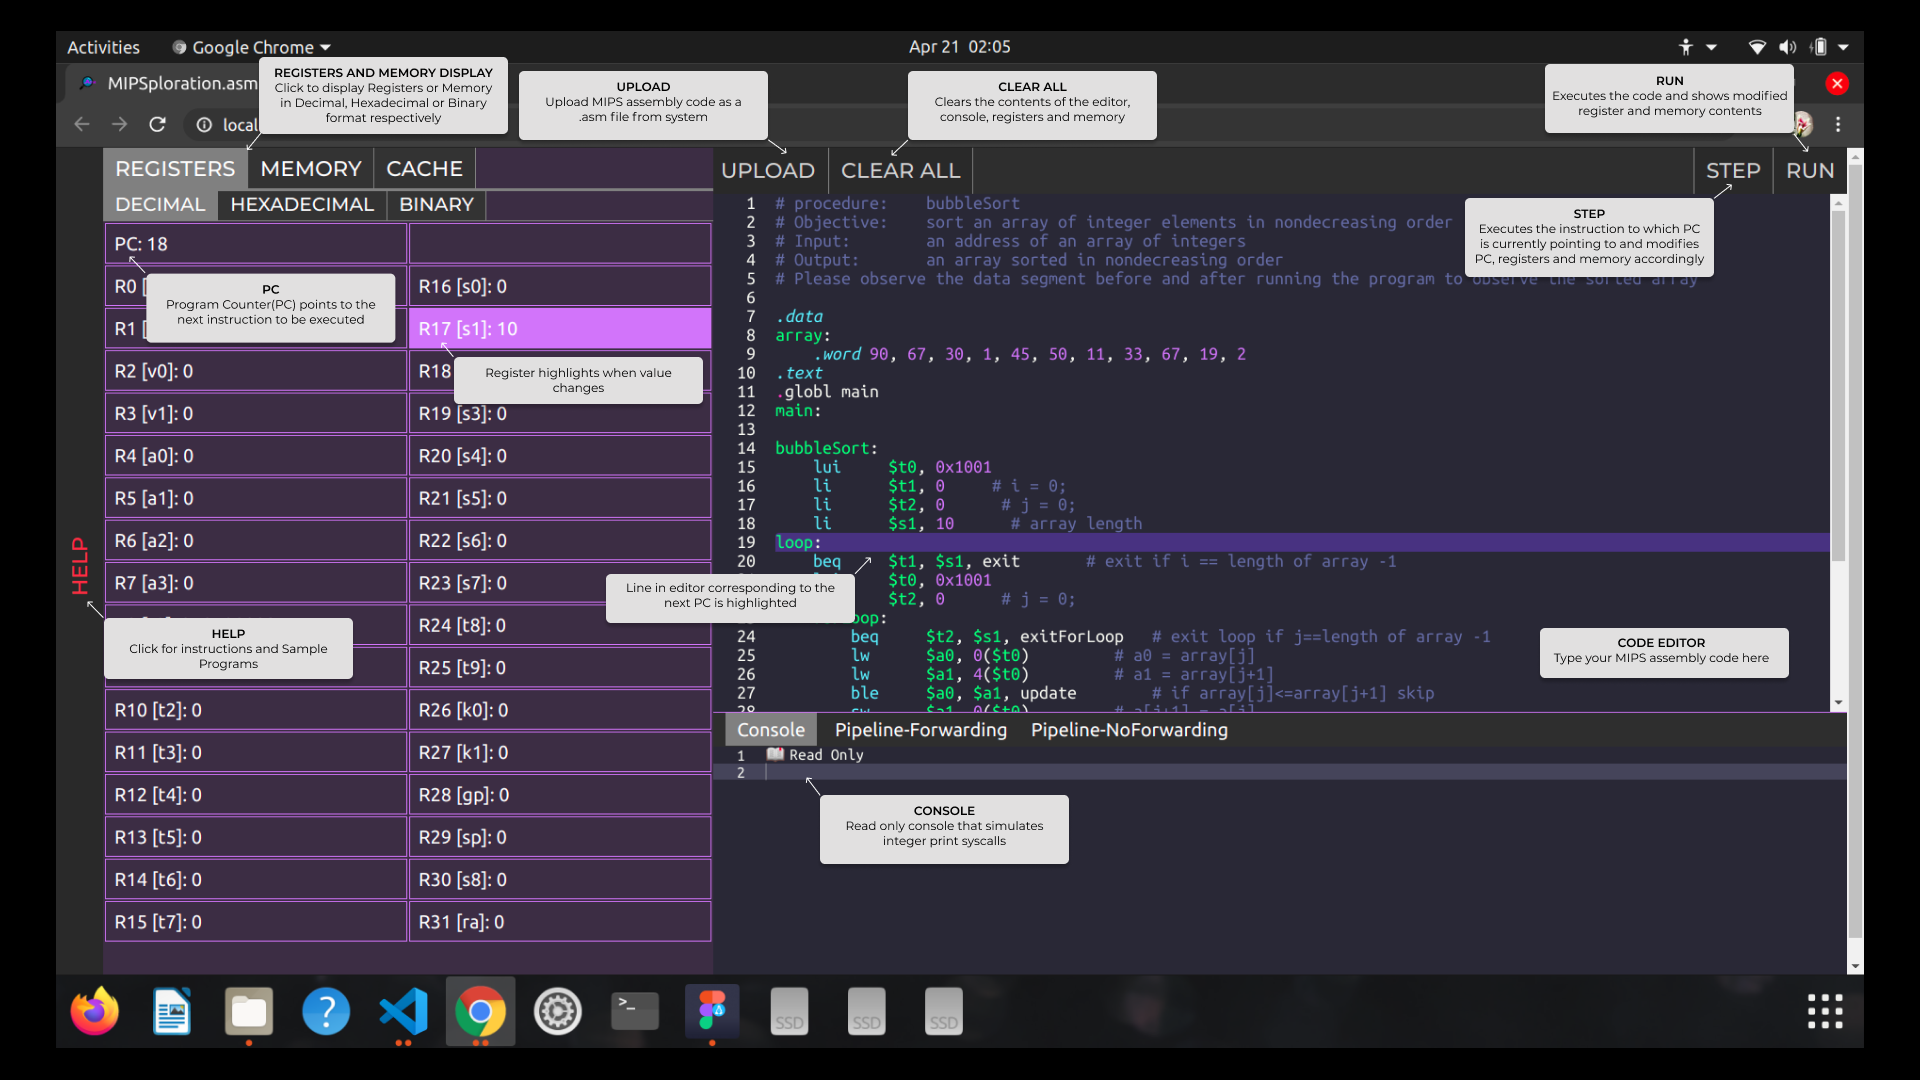 Activities
Google Chrome
Apr 21 02:05
MIPSploration.asm
REGISTERS AND MEMORY DISPLAY
Click to display Registers or Memory
in Decimal, Hexadecimal or Binary
format respectively
UPLOAD
Upload MIPS assembly code as a
.asm file from system
CLEAR ALL
Clears the contents of the editor,
console, registers and memory
RUN
Executes the code and shows modified
register and memory contents
REGISTERS
MEMORY
CACHE
DECIMAL
HEXADECIMAL
BINARY
UPLOAD
CLEAR ALL
STEP
RUN
STEP
Executes the instruction to which PC
is currently pointing to and modifies
PC, registers and memory accordingly
PC: 18
PC
Program Counter(PC) points to the
next instruction to be executed
R0 [
R1 [
R2 [v0]: 0
R3 [v1]: 0
R4 [a0]: 0
R5 [a1]: 0
R6 [a2]: 0
R7 [a3]: 0
HELP
HELP
Click for instructions and Sample
Programs
R10 [t2]: 0
R11 [t3]: 0
R12 [t4]: 0
R13 [t5]: 0
R14 [t6]: 0
R15 [t7]: 0
R16 [s0]: 0
R17 [s1]: 10
R18
Register highlights when value
changes
R19 [s3]: 0
R20 [s4]: 0
R21 [s5]: 0
R22 [s6]: 0
R23 [s7]: 0
R24 [t8]: 0
R25 [t9]: 0
R26 [k0]: 0
R27 [k1]: 0
R28 [gp]: 0
R29 [sp]: 0
R30 [s8]: 0
R31 [ra]: 0
1 # procedure: bubbleSort
2 # Objective: sort an array of integer elements in nondecreasing order
3 # Input: an address of an array of integers
4 # Output: an array sorted in nondecreasing order
5 # Please observe the data segment before and after running the program to observe the sorted array
6
7 .data
8 array:
9 .word 90, 67, 30, 1, 45, 50, 11, 33, 67, 19, 2
10 .text
11 .globl main
12 main:
13
14 bubbleSort:
15 lui $t0, 0x1001
16 li $t1, 0 # i = 0;
17 li $t2, 0 # j = 0;
18 li $s1, 10 # array length
19 loop:
20 beq $t1, $s1, exit # exit if i == length of array -1
$t0, 0x1001
$t2, 0 # j = 0;
oop:
Line in editor corresponding to the
next PC is highlighted
24 beq $t2, $s1, exitForLoop # exit loop if j==length of array -1
25 lw $a0, 0($t0) # a0 = array[j]
26 lw $a1, 4($t0) # a1 = array[j+1]
27 ble $a0, $a1, update # if array[j]<=array[j+1] skip
28 sw $a1, 0($t0) # a[j+1] = a[j]
CODE EDITOR
Type your MIPS assembly code here
Console
Pipeline-Forwarding
Pipeline-NoForwarding
1 Read Only
2
CONSOLE
Read only console that simulates
integer print syscalls
SSD
SSD
SSD